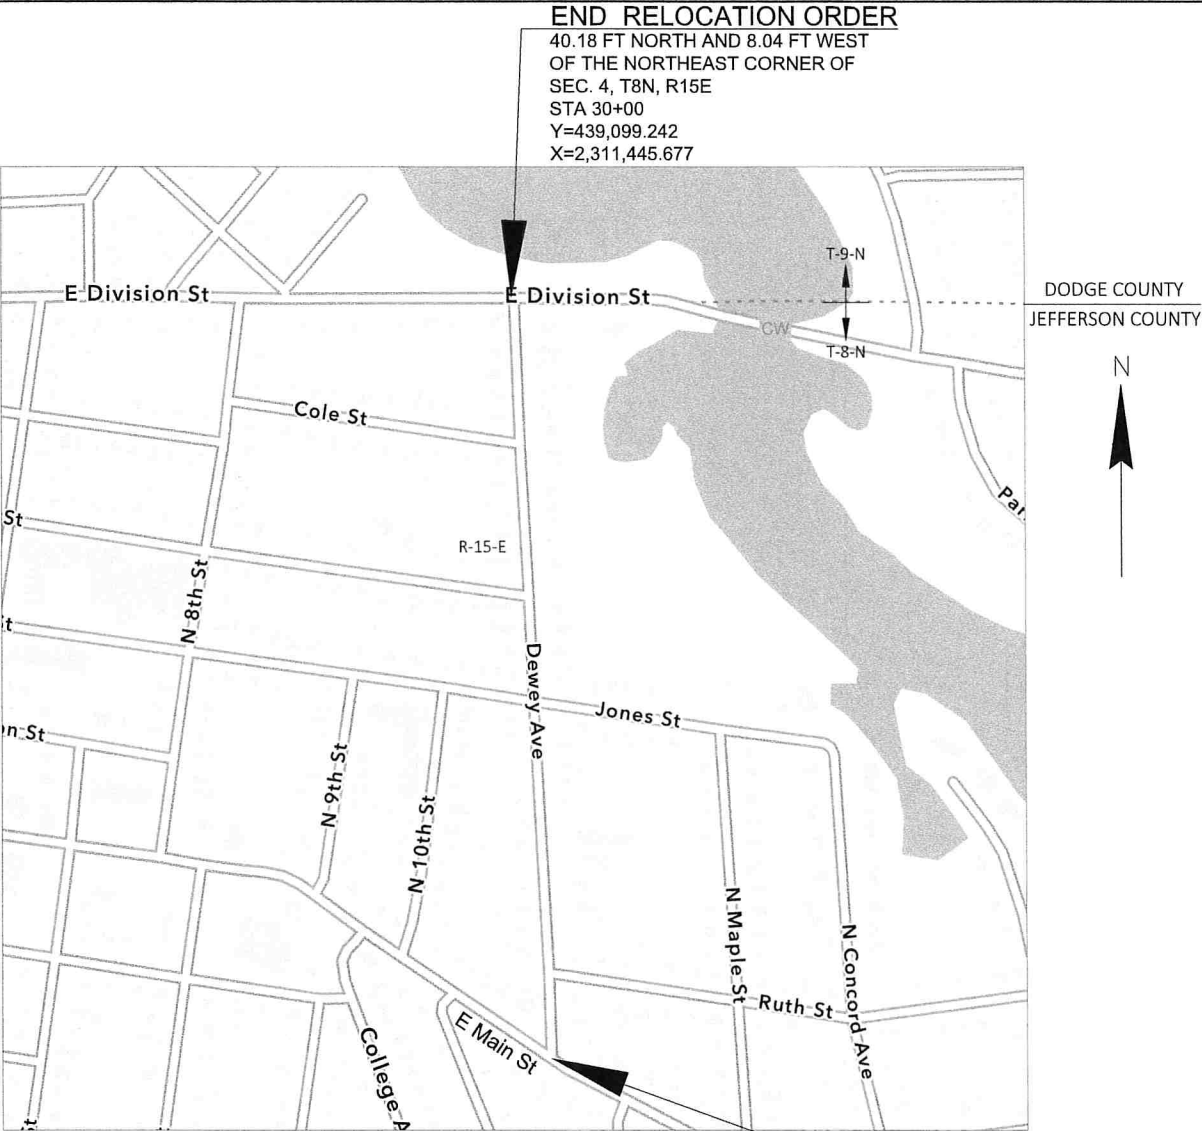 END RELOCATION ORDER
40.18 FT NORTH AND 8.04 FT WEST
OF THE NORTHEAST CORNER OF
SEC. 4, T8N, R15E
STA 30+00
Y=439,099.242
X=2,311,445.677
T-9-N
E Division St
E Division St
DODGE COUNTY
JEFFERSON COUNTY
CW
T-8-N
N
Cole St
St
R-15-E
N 8th St
Dewey Ave
Jones St
N 9th St
N 10th St
N Maple St
N Concord Ave
Ruth St
E Main St
College A